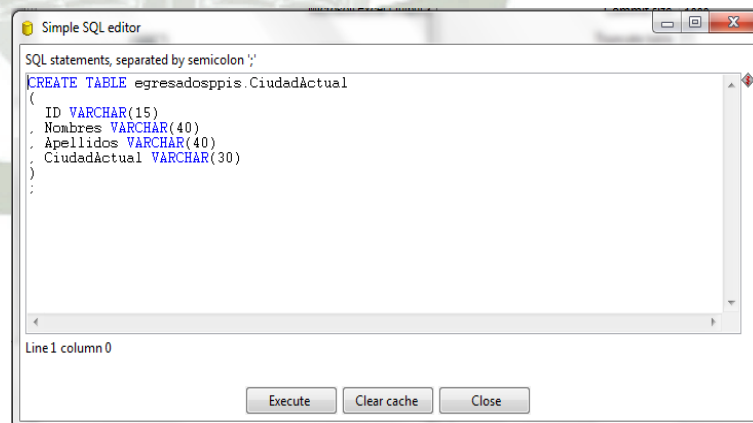 Simple SQL editor
SQL statements, separated by semicolon ';'
CREATE TABLE egresadosppis.CiudadActual
(
ID VARCHAR(15)
, Nombres VARCHAR(40)
, Apellidos VARCHAR(40)
, CiudadActual VARCHAR(30)
)
;
Line 1 column 0
Execute Clear cache Close